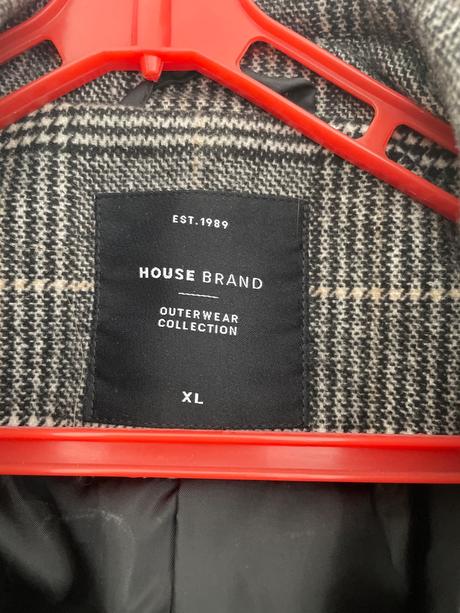 EST.1989
HOUSE BRAND
OUTERWEAR
COLLECTION
XL